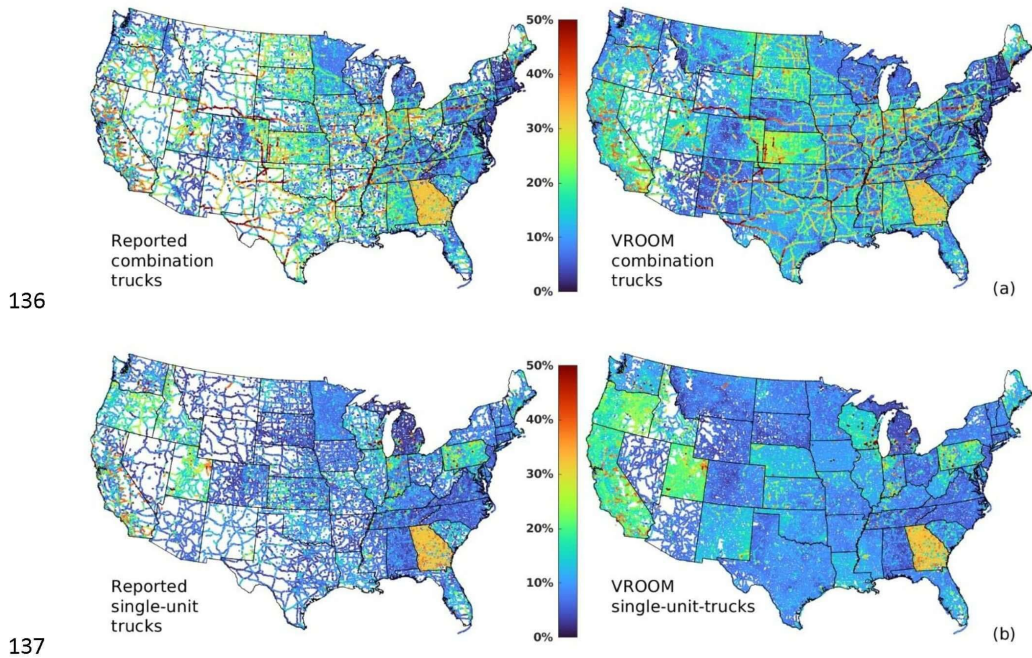 50%
40%
30%
20%
10%
0%
Reported
combination
trucks
VROOM
combination
trucks
(a)
136
50%
40%
30%
20%
10%
0%
Reported
single-unit
trucks
VROOM
single-unit-trucks
(b)
137